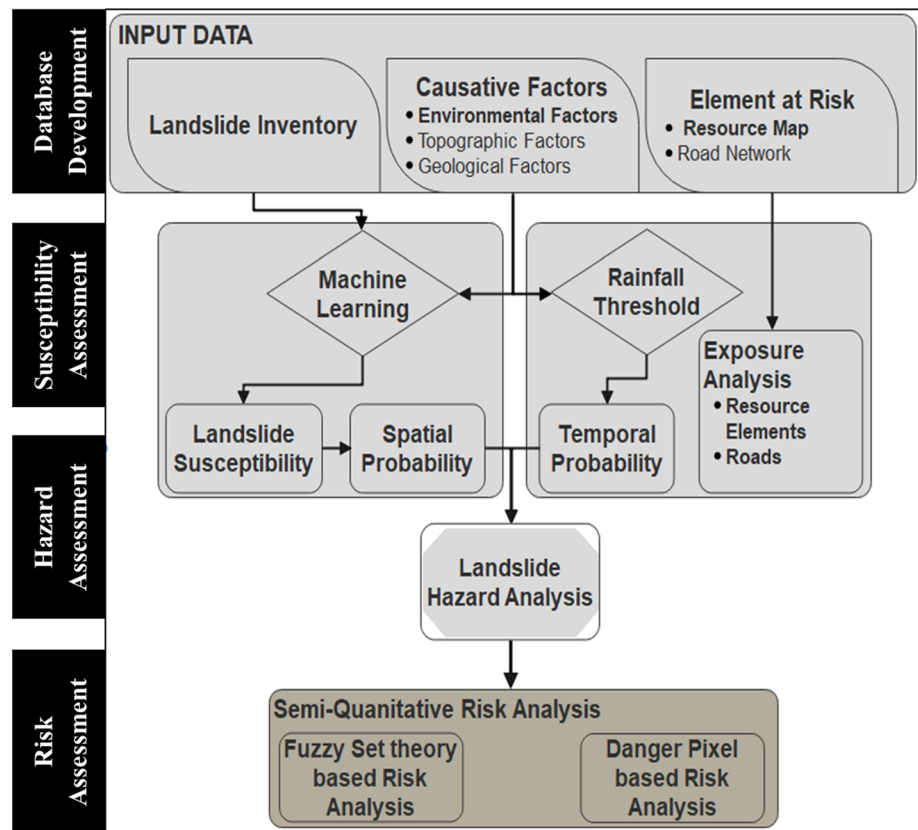 Database
Development
INPUT DATA
Landslide Inventory
Causative Factors
• Environmental Factors
• Topographic Factors
• Geological Factors
Element at Risk
• Resource Map
• Road Network
Susceptibility
Assessment
Machine
Learning
Rainfall
Threshold
Exposure
Analysis
• Resource
Elements
• Roads
Landslide
Susceptibility
Spatial
Probability
Temporal
Probability
Hazard
Assessment
Landslide
Hazard Analysis
Risk
Assessment
Semi-Quanitative Risk Analysis
Fuzzy Set theory
based Risk
Analysis
Danger Pixel
based Risk
Analysis